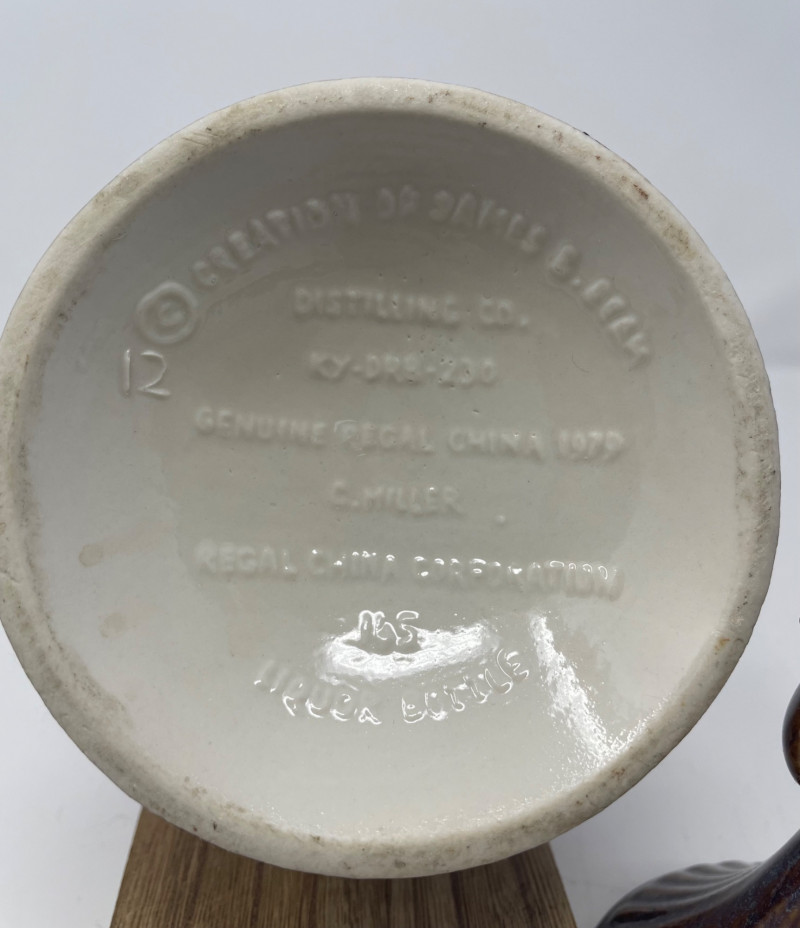 © CREATION OF JAMES B. BEAM
DISTILLING CO.
12
KY-DRB-230
GENUINE REGAL CHINA 1979
C. MILLER
REGAL CHINA CORPORATION
LIQUOR BOTTLE